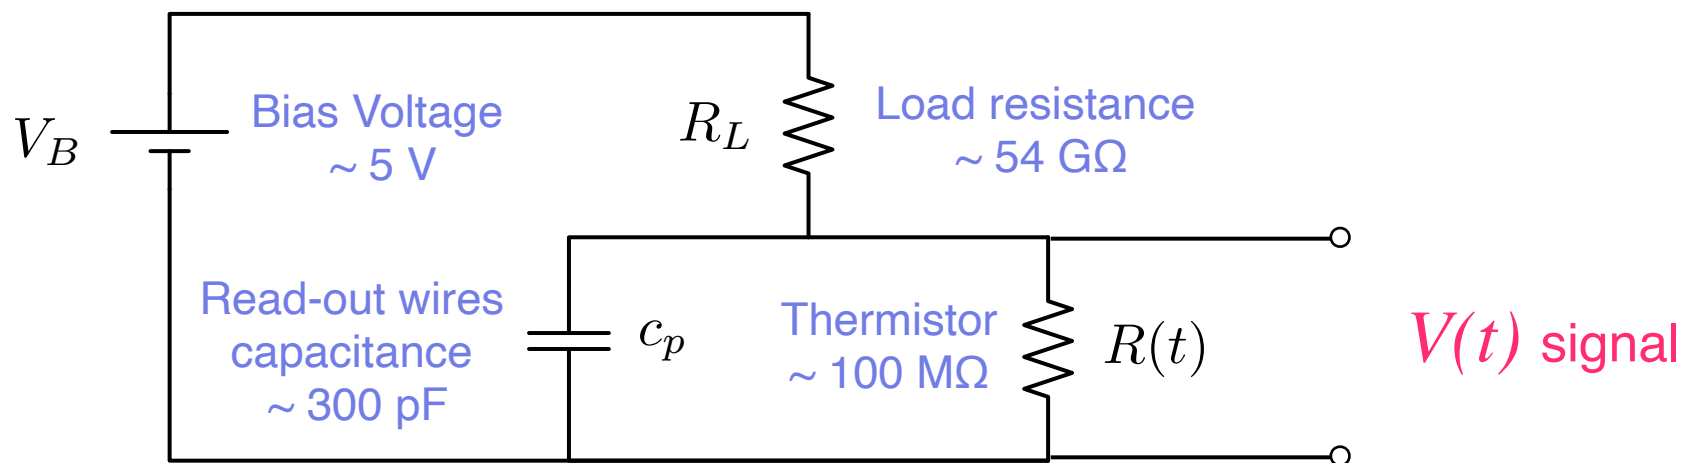 V_B
Bias Voltage
~ 5 V
R_L
Load resistance
~ 54 GΩ
Read-out wires
capacitance
~ 300 pF
c_p
Thermistor
~ 100 MΩ
R(t)
V(t) signal